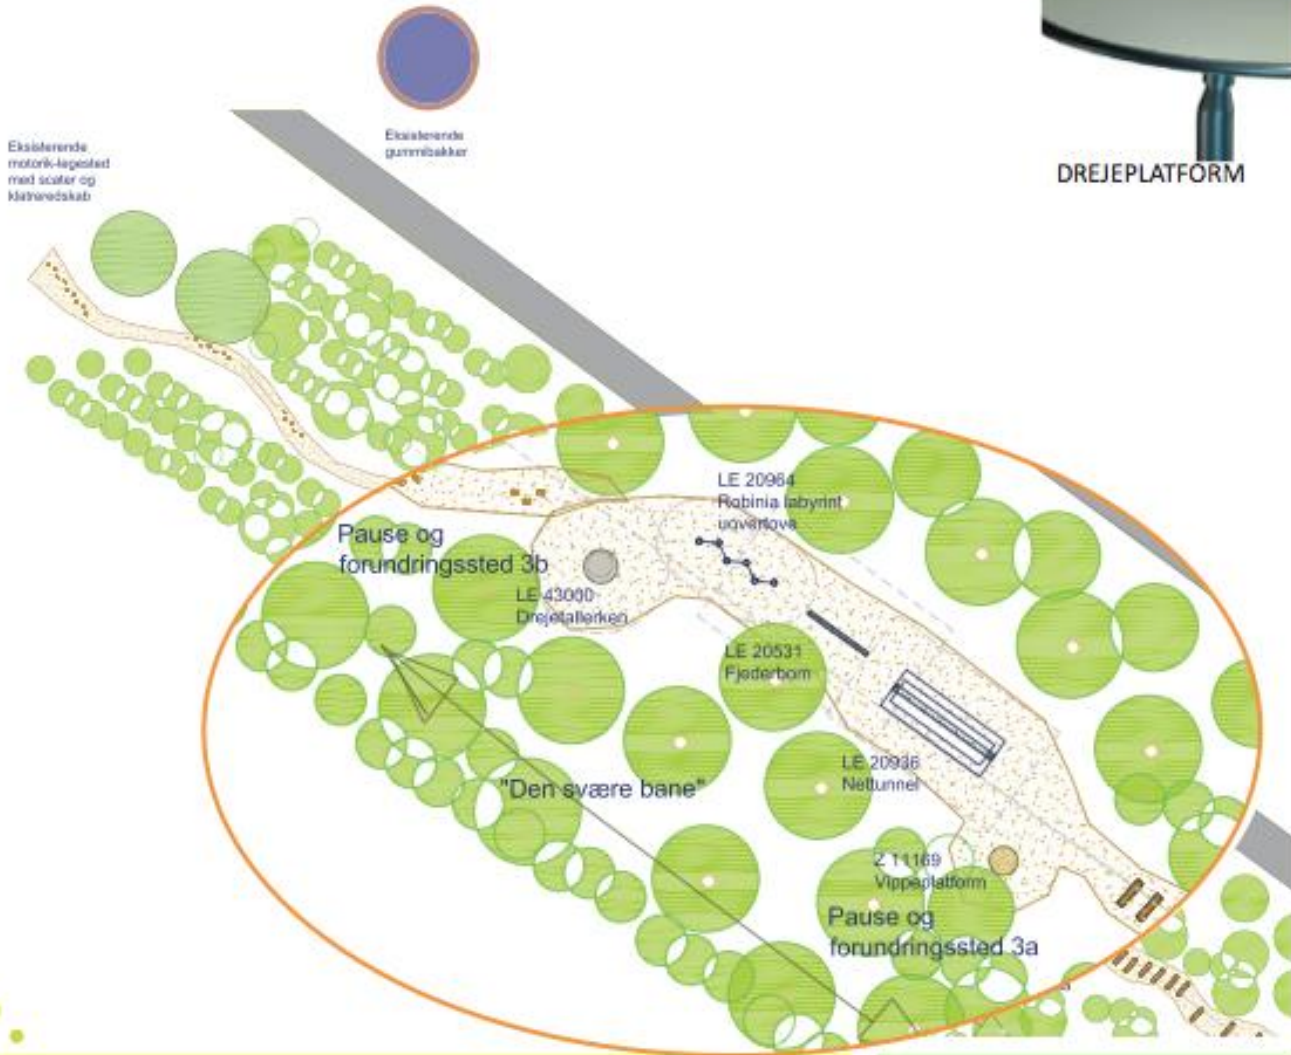 Eksisterende
gummibakker
Eksisterende
motorik-legested
med scater og
klatreredskab
DREJEPLATFORM
LE 20964
Robinia labyrint
Pause og
forundringssted 3b
LE 43060
Drejetallerken
LE 20531
Fjederbom
"Den svære bane"
LE 20936
Nettunnel
Z 11169
Vippeplatform
Pause og
forundringssted 3a